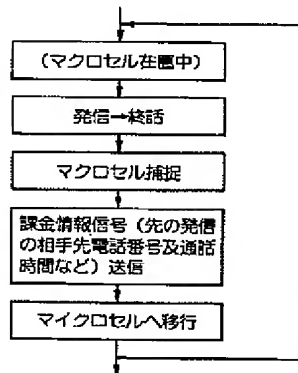 (マクロセル在圏中)
発信→終話
マクロセル捕捉
課金情報信号(先の発信
の相手先電話番号及通話
時間など)送信
マイクロセルへ移行